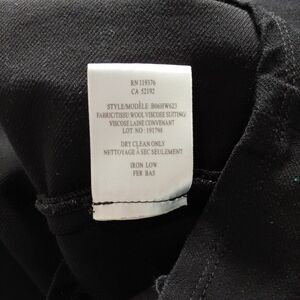 RN 119376
CA 52192
STYLE/MODÈLE: B06HW623
FABRIC/TISSU: WOOL VISCOSE SUITING/
VISCOSE LAINE CONVENANT
LOT NO : 191798
DRY CLEAN ONLY
NETTOYAGE À SEC SEULEMENT
IRON LOW
FER BAS